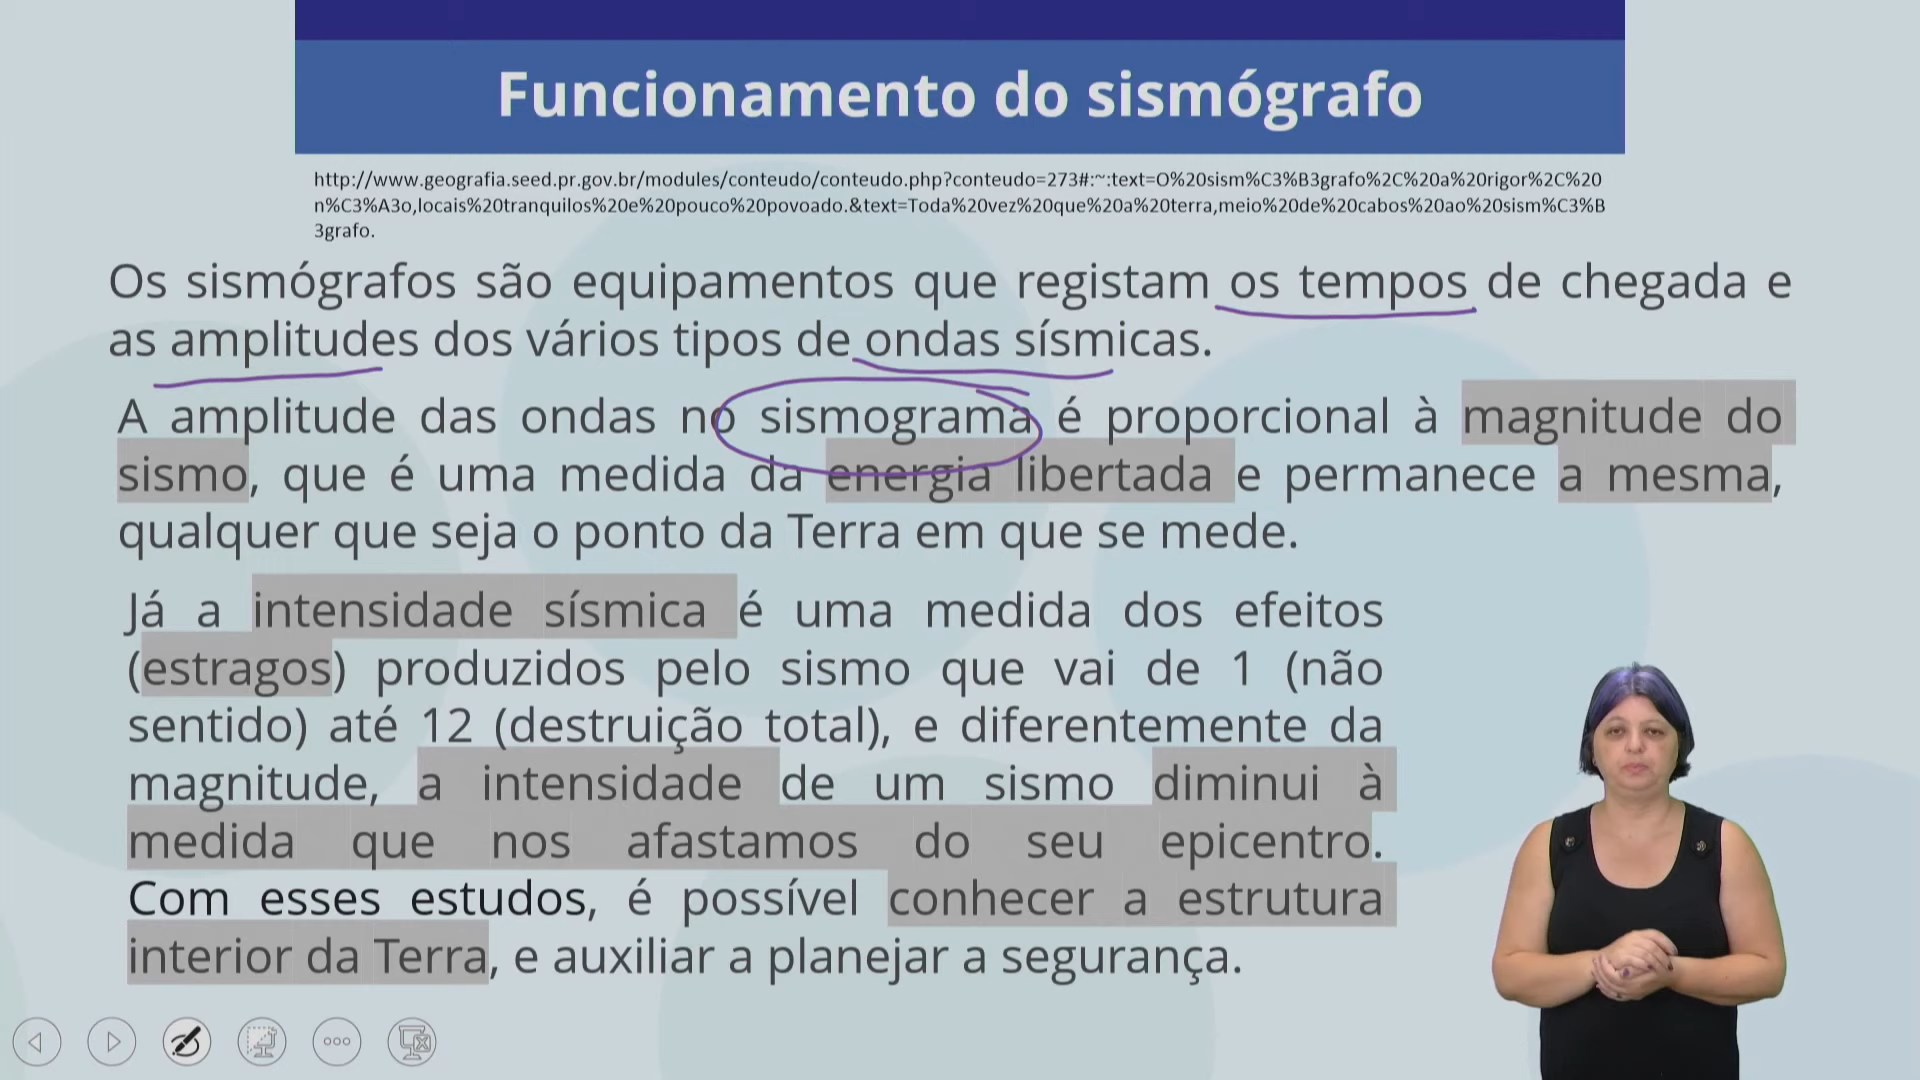 Funcionamento do sismógrafo
http://www.geografia.seed.pr.gov.br/modules/conteudo/conteudo.php?conteudo=273#:~:text=O%20sism%C3%B3grafo%2C%20a%20rigor%2C%20
n%C3%A3o,locais%20tranquilos%20e%20pouco%20povoado.&text=Toda%20vez%20que%20a%20terra,meio%20de%20cabos%20ao%20sism%C3%B
3grafo.
Os sismógrafos são equipamentos que registam os tempos de chegada e
as amplitudes dos vários tipos de ondas sísmicas.
A amplitude das ondas no sismograma é proporcional à magnitude do
sismo, que é uma medida da energia libertada e permanece a mesma,
qualquer que seja o ponto da Terra em que se mede.
Já a intensidade sísmica é uma medida dos efeitos
(estragos) produzidos pelo sismo que vai de 1 (não
sentido) até 12 (destruição total), e diferentemente da
magnitude, a intensidade de um sismo diminui à
medida que nos afastamos do seu epicentro.
Com esses estudos, é possível conhecer a estrutura
interior da Terra, e auxiliar a planejar a segurança.